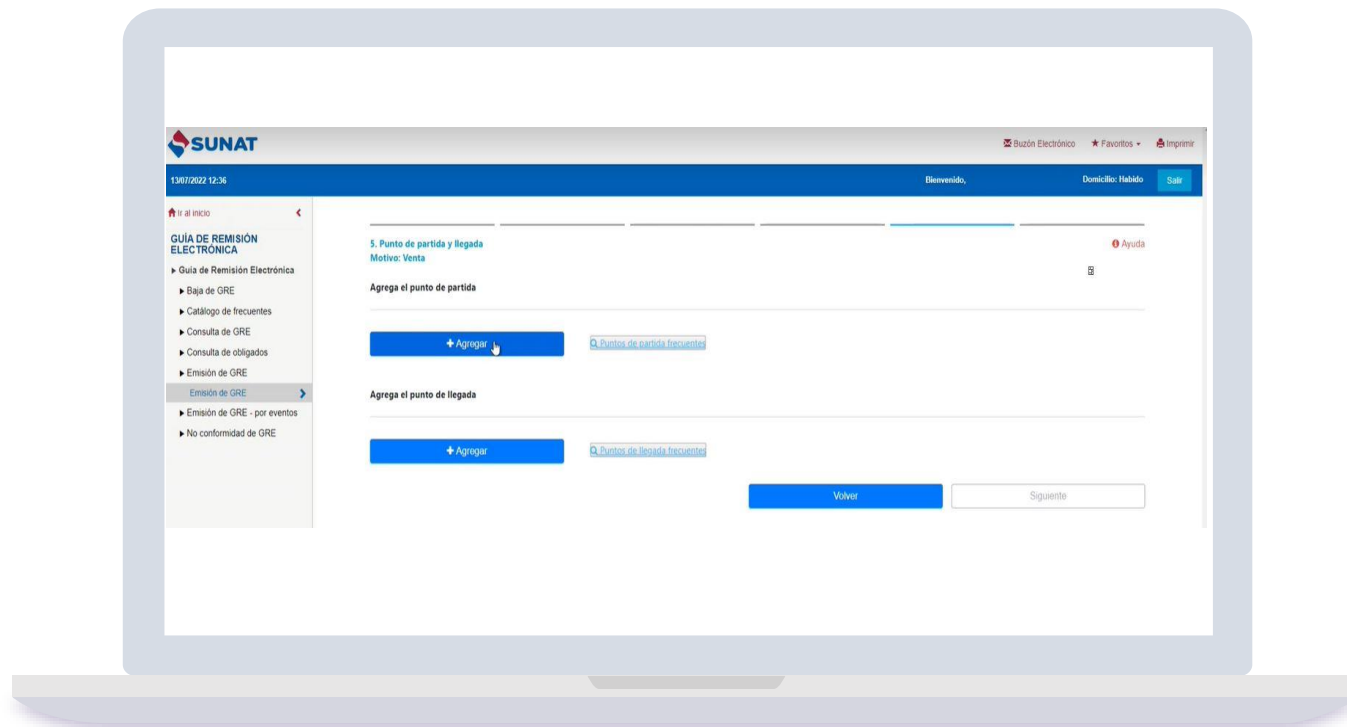 SUNAT
Buzón Electrónico Favoritos Imprimir
13/07/2022 12:36 Bienvenido, Domicilio: Habido Salir
Ir al inicio
GUÍA DE REMISIÓN
ELECTRÓNICA
Guía de Remisión Electrónica
Baja de GRE
Catálogo de frecuentes
Consulta de GRE
Consulta de obligados
Emisión de GRE
Emisión de GRE
Emisión de GRE - por eventos
No conformidad de GRE
5. Punto de partida y llegada
Motivo: Venta
Ayuda
Agrega el punto de partida
+ Agregar Puntos de partida frecuentes
Agrega el punto de llegada
+ Agregar Puntos de llegada frecuentes
Volver Siguiente